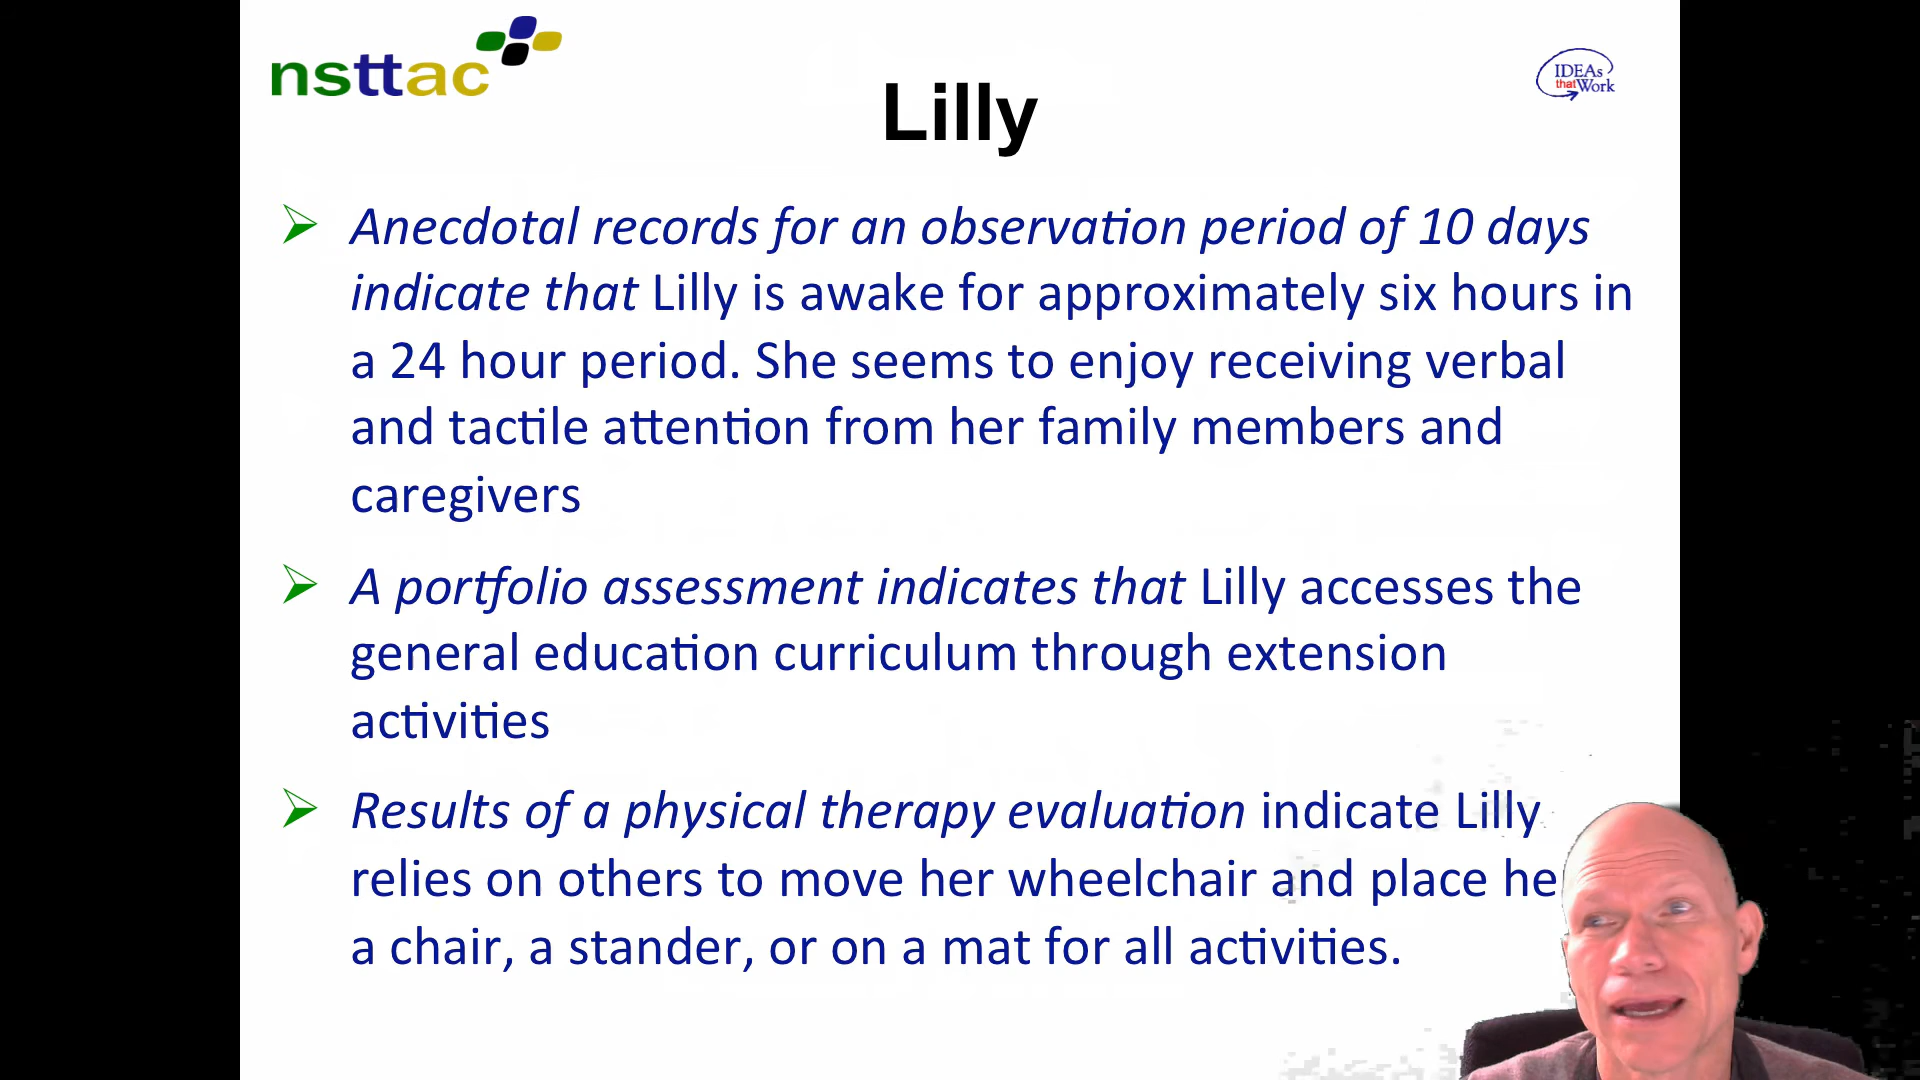 nsttac
IDEAs
that Work
Lilly
Anecdotal records for an observation period of 10 days
indicate that Lilly is awake for approximately six hours in
a 24 hour period. She seems to enjoy receiving verbal
and tactile attention from her family members and
caregivers
A portfolio assessment indicates that Lilly accesses the
general education curriculum through extension
activities
Results of a physical therapy evaluation indicate Lilly
relies on others to move her wheelchair and place
a chair, a stander, or on a mat for all activities.